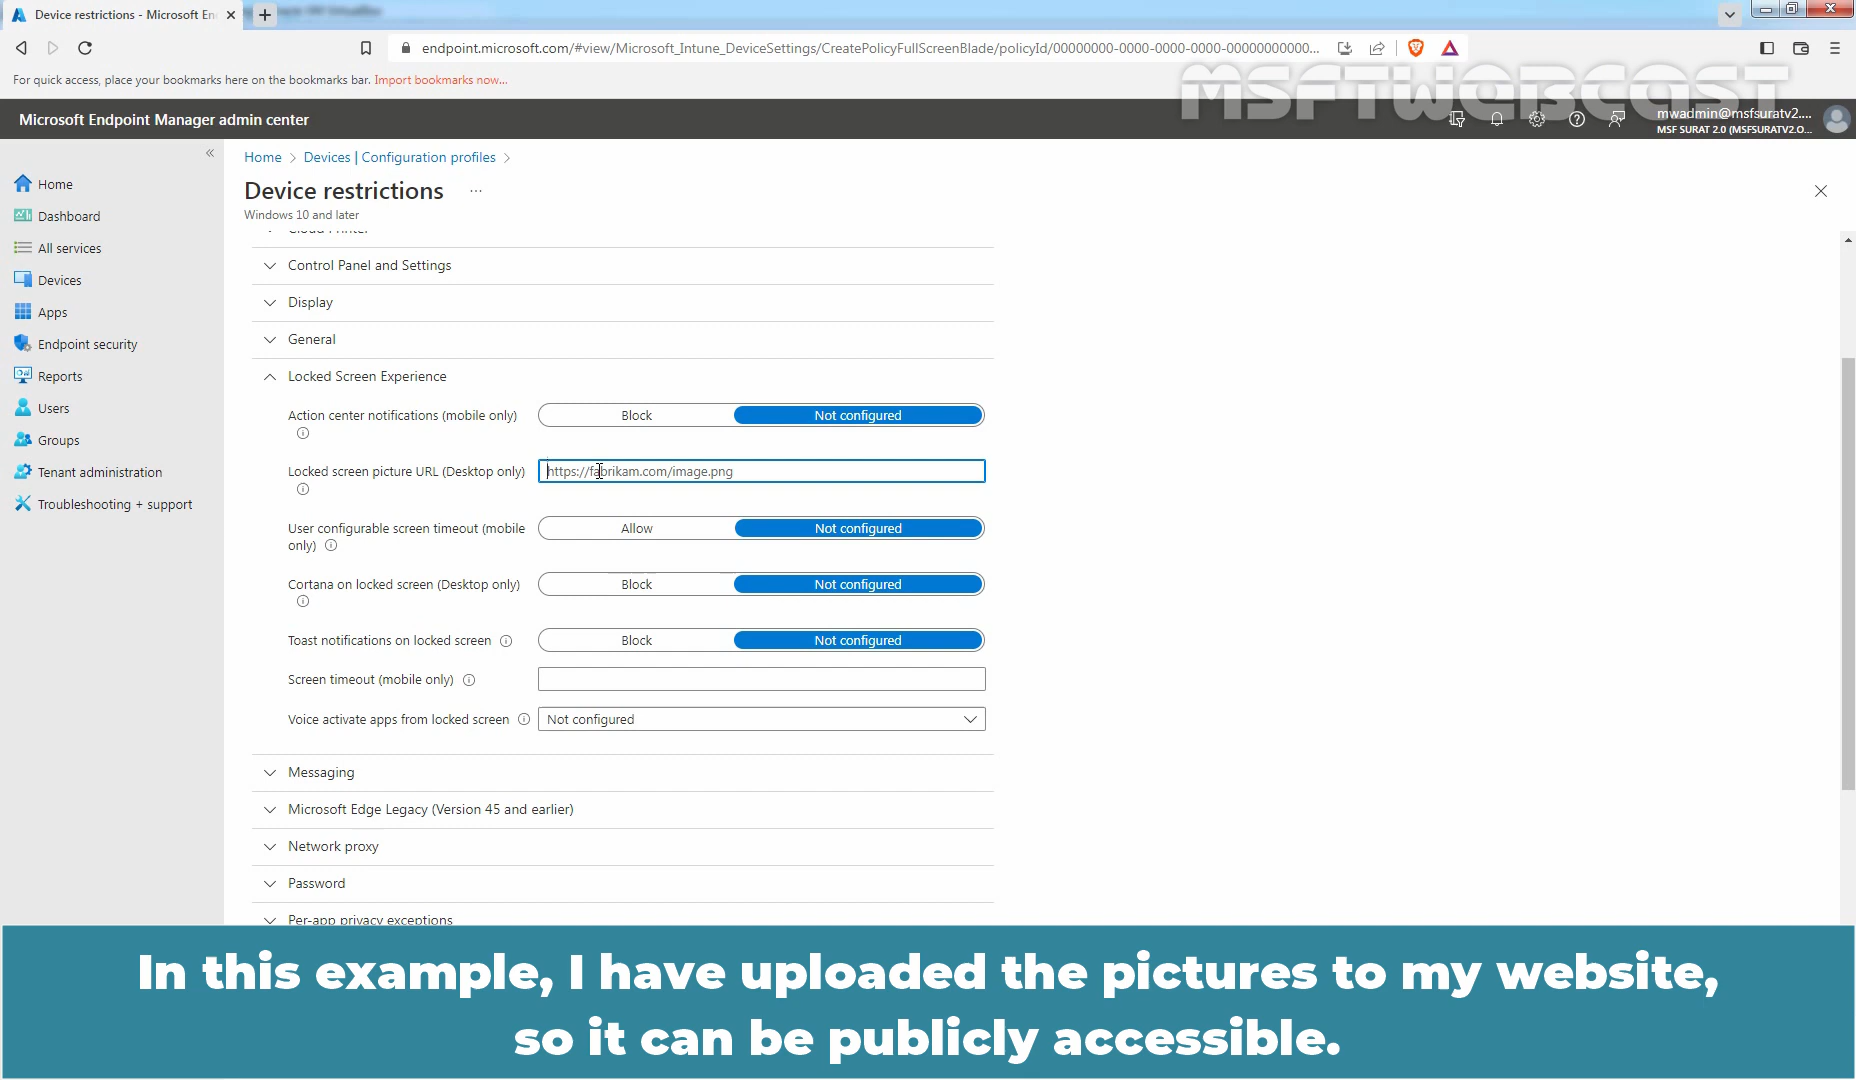 Device restrictions - Microsoft En
endpoint.microsoft.com/#view/Microsoft_Intune_DeviceSettings/CreatePolicyFullScreenBlade/policyId/00000000-0000-0000-0000-00000000000...
For quick access, place your bookmarks here on the bookmarks bar. Import bookmarks now...
MSFTWEBCAST
Microsoft Endpoint Manager admin center
mwadmin@msfsuratv2....
MSF SURAT 2.0 (MSFSURATV2.O...
Home
Dashboard
All services
Devices
Apps
Endpoint security
Reports
Users
Groups
Tenant administration
Troubleshooting + support
Home > Devices | Configuration profiles >
Device restrictions ...
Windows 10 and later
Cloud Printer
Control Panel and Settings
Display
General
Locked Screen Experience
Action center notifications (mobile only) Block Not configured
Locked screen picture URL (Desktop only) https://fabrikam.com/image.png
User configurable screen timeout (mobile only) Allow Not configured
Cortana on locked screen (Desktop only) Block Not configured
Toast notifications on locked screen Block Not configured
Screen timeout (mobile only)
Voice activate apps from locked screen Not configured
Messaging
Microsoft Edge Legacy (Version 45 and earlier)
Network proxy
Password
Per-app privacy exceptions
In this example, I have uploaded the pictures to my website,
so it can be publicly accessible.